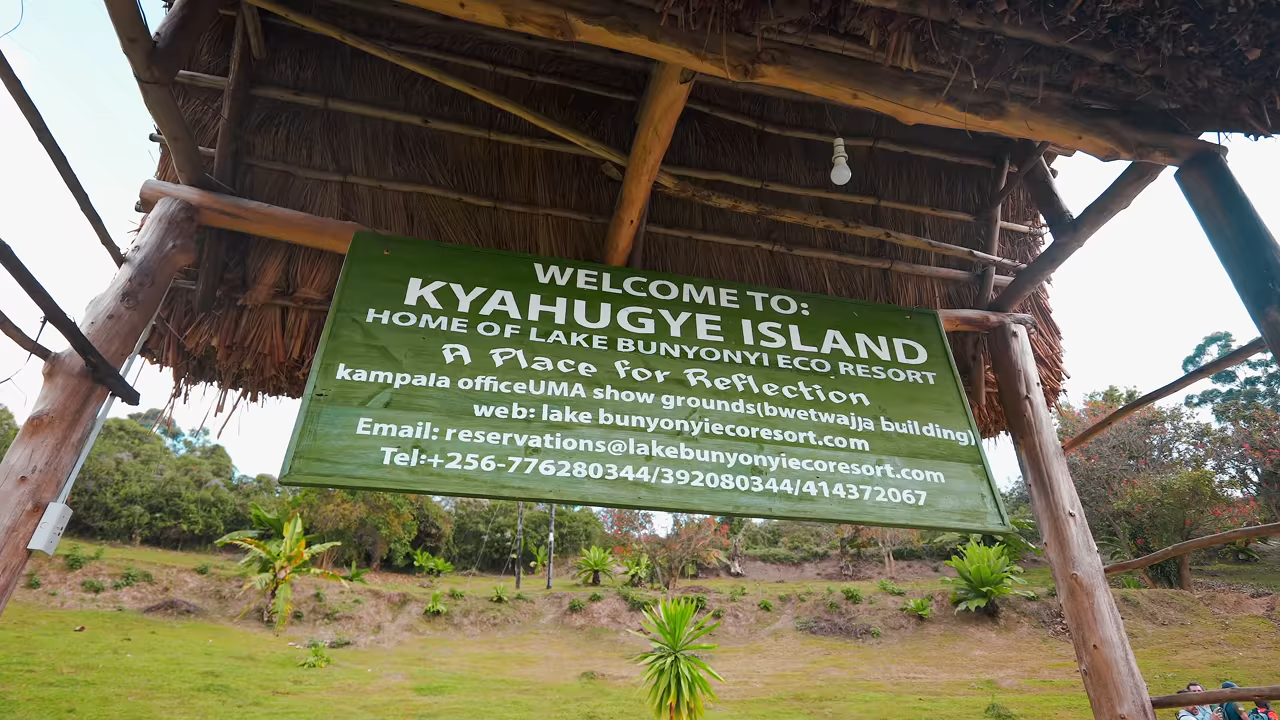 WELCOME TO:
KYAHUGYE ISLAND
HOME OF LAKE BUNYONYI ECO RESORT
A Place for Reflection
kampala officeUMA show grounds(bwetwajja building)
web: lake bunyonyiecoresort.com
Email: reservations@lakebunyonyiecoresort.com
Tel:+256-776280344/392080344/414372067